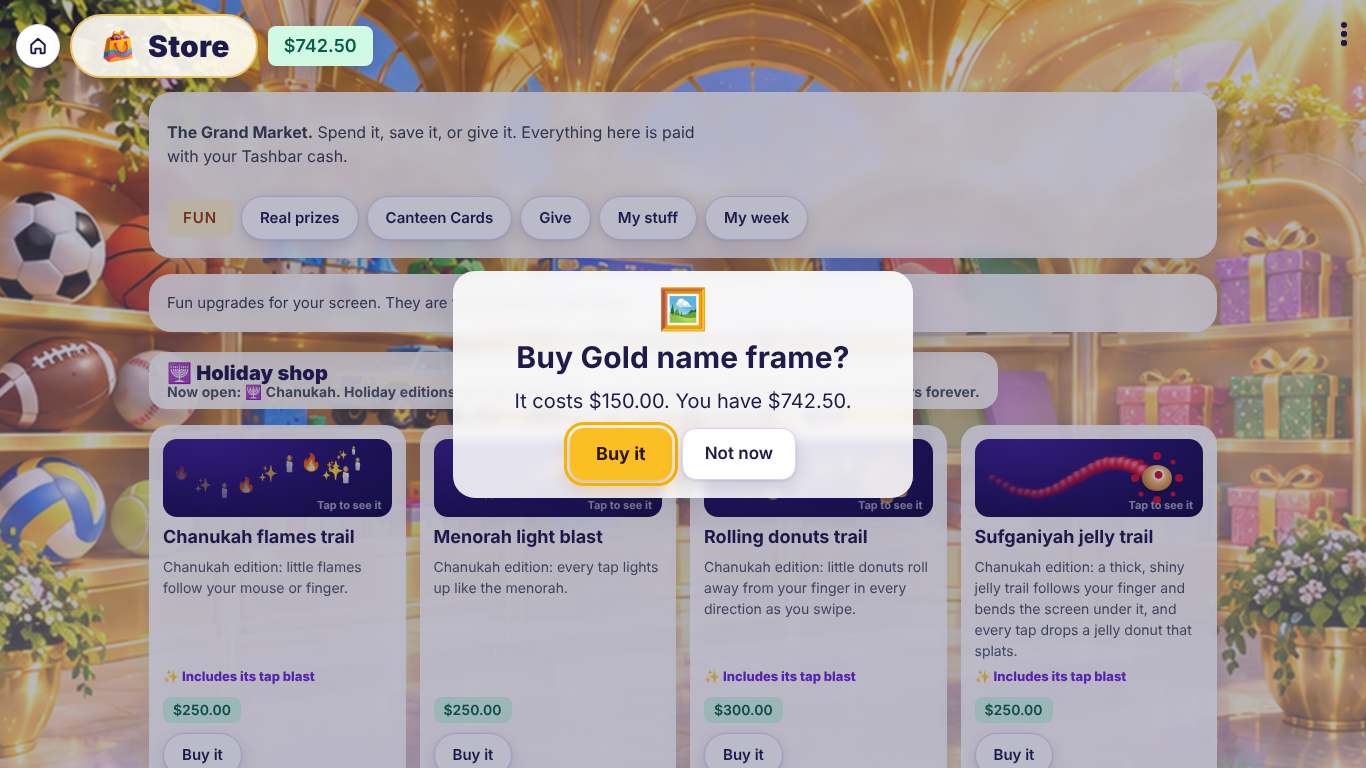 Store
$742.50
The Grand Market. Spend it, save it, or give it. Everything here is paid
with your Tashbar cash.
FUN
Real prizes
Canteen Cards
Give
My stuff
My week
Fun upgrades for your screen. They are
Holiday shop
Now open: Chanukah. Holiday editions
forever.
Buy Gold name frame?
It costs $150.00. You have $742.50.
Buy it
Not now
Tap to see it
Tap to see it
Tap to see it
Tap to see it
Chanukah flames trail
Chanukah edition: little flames
follow your mouse or finger.
✨ Includes its tap blast
$250.00
Buy it
Menorah light blast
Chanukah edition: every tap lights
up like the menorah.
$250.00
Buy it
Rolling donuts trail
Chanukah edition: little donuts roll
away from your finger in every
direction as you swipe.
✨ Includes its tap blast
$300.00
Buy it
Sufganiyah jelly trail
Chanukah edition: a thick, shiny
jelly trail follows your finger and
bends the screen under it, and
every tap drops a jelly donut that
splats.
✨ Includes its tap blast
$250.00
Buy it